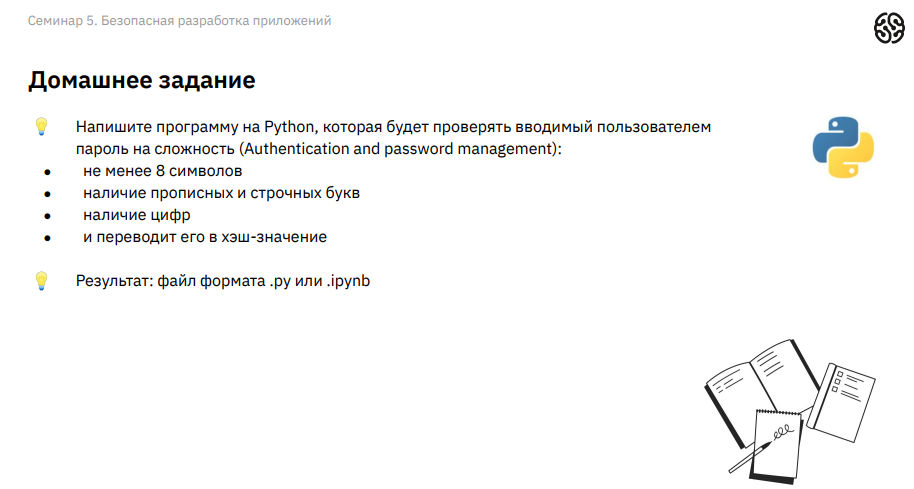 Семинар 5. Безопасная разработка приложений
Домашнее задание
Напишите программу на Python, которая будет проверять вводимый пользователем
пароль на сложность (Authentication and password management):
● не менее 8 символов
● наличие прописных и строчных букв
● наличие цифр
● и переводит его в хэш-значение
Результат: файл формата .py или .ipynb